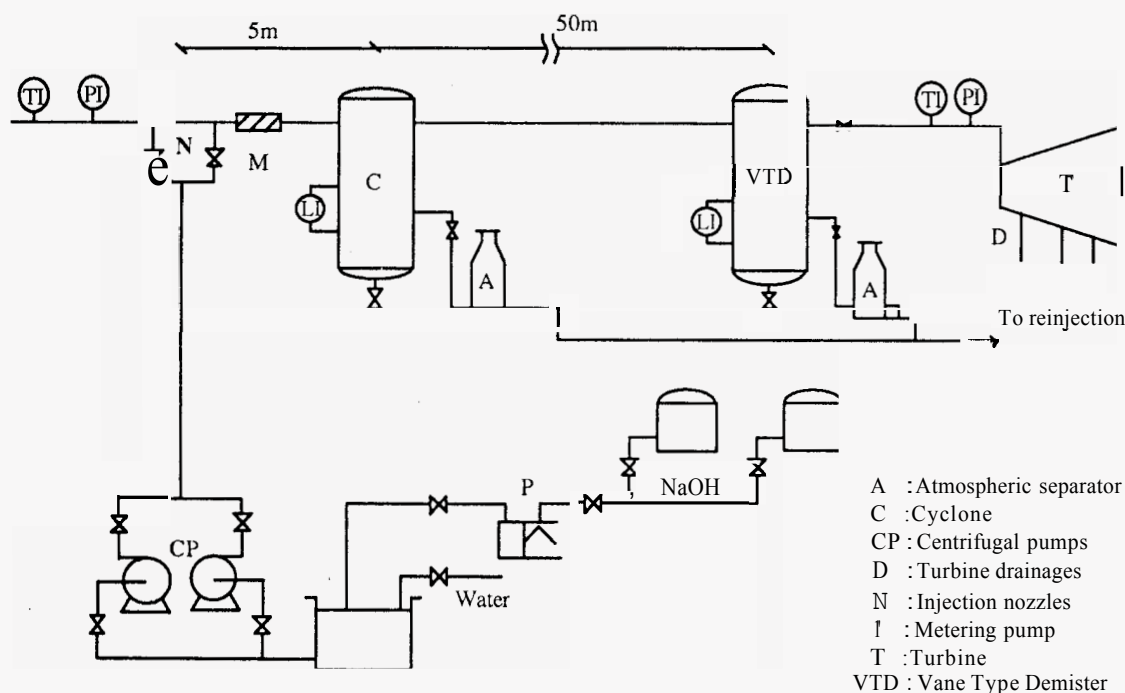 5m
50m
TI
PI
N
é
M
C
LI
A
VTD
LI
A
TI
PI
T
D
To reinjection
P
NaOH
CP
Water
A : Atmospheric separator
C :Cyclone
CP : Centrifugal pumps
D : Turbine drainages
N : Injection nozzles
: Metering pump
T : Turbine
VTD : Vane Type Demister